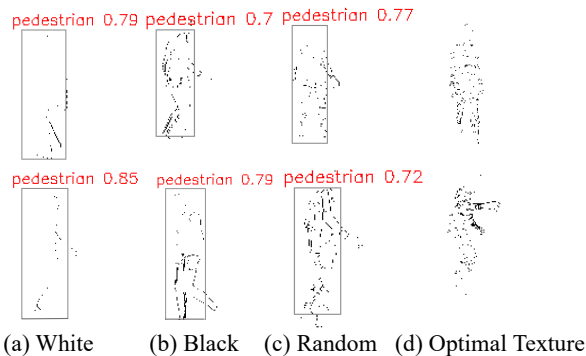 pedestrian 0.79
pedestrian 0.7
pedestrian 0.77
pedestrian 0.85
pedestrian 0.79
pedestrian 0.72
(a) White
(b) Black
(c) Random
(d) Optimal Texture